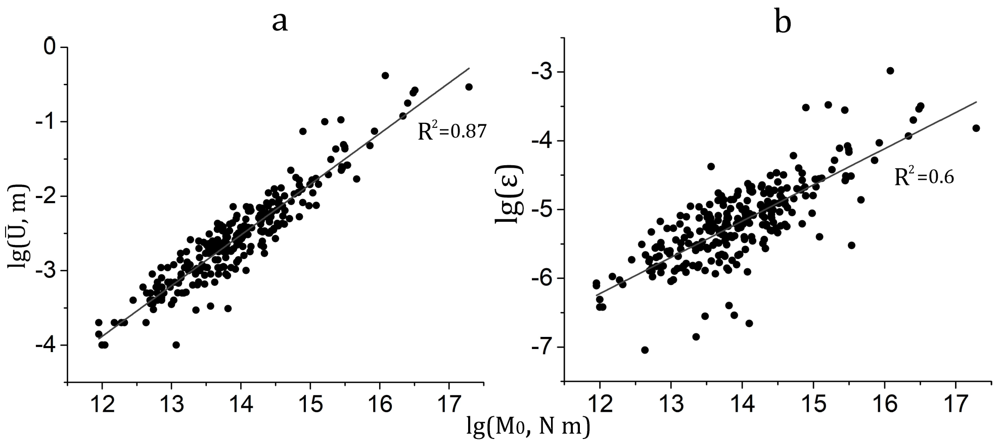 a
b
0
-1
-2
-3
-4
lg(U̿, m)
R²=0.87
12 13 14 15 16 17
-3
-4
-5
-6
-7
lg(ε)
R²=0.6
12 13 14 15 16 17
lg(M₀, N m)